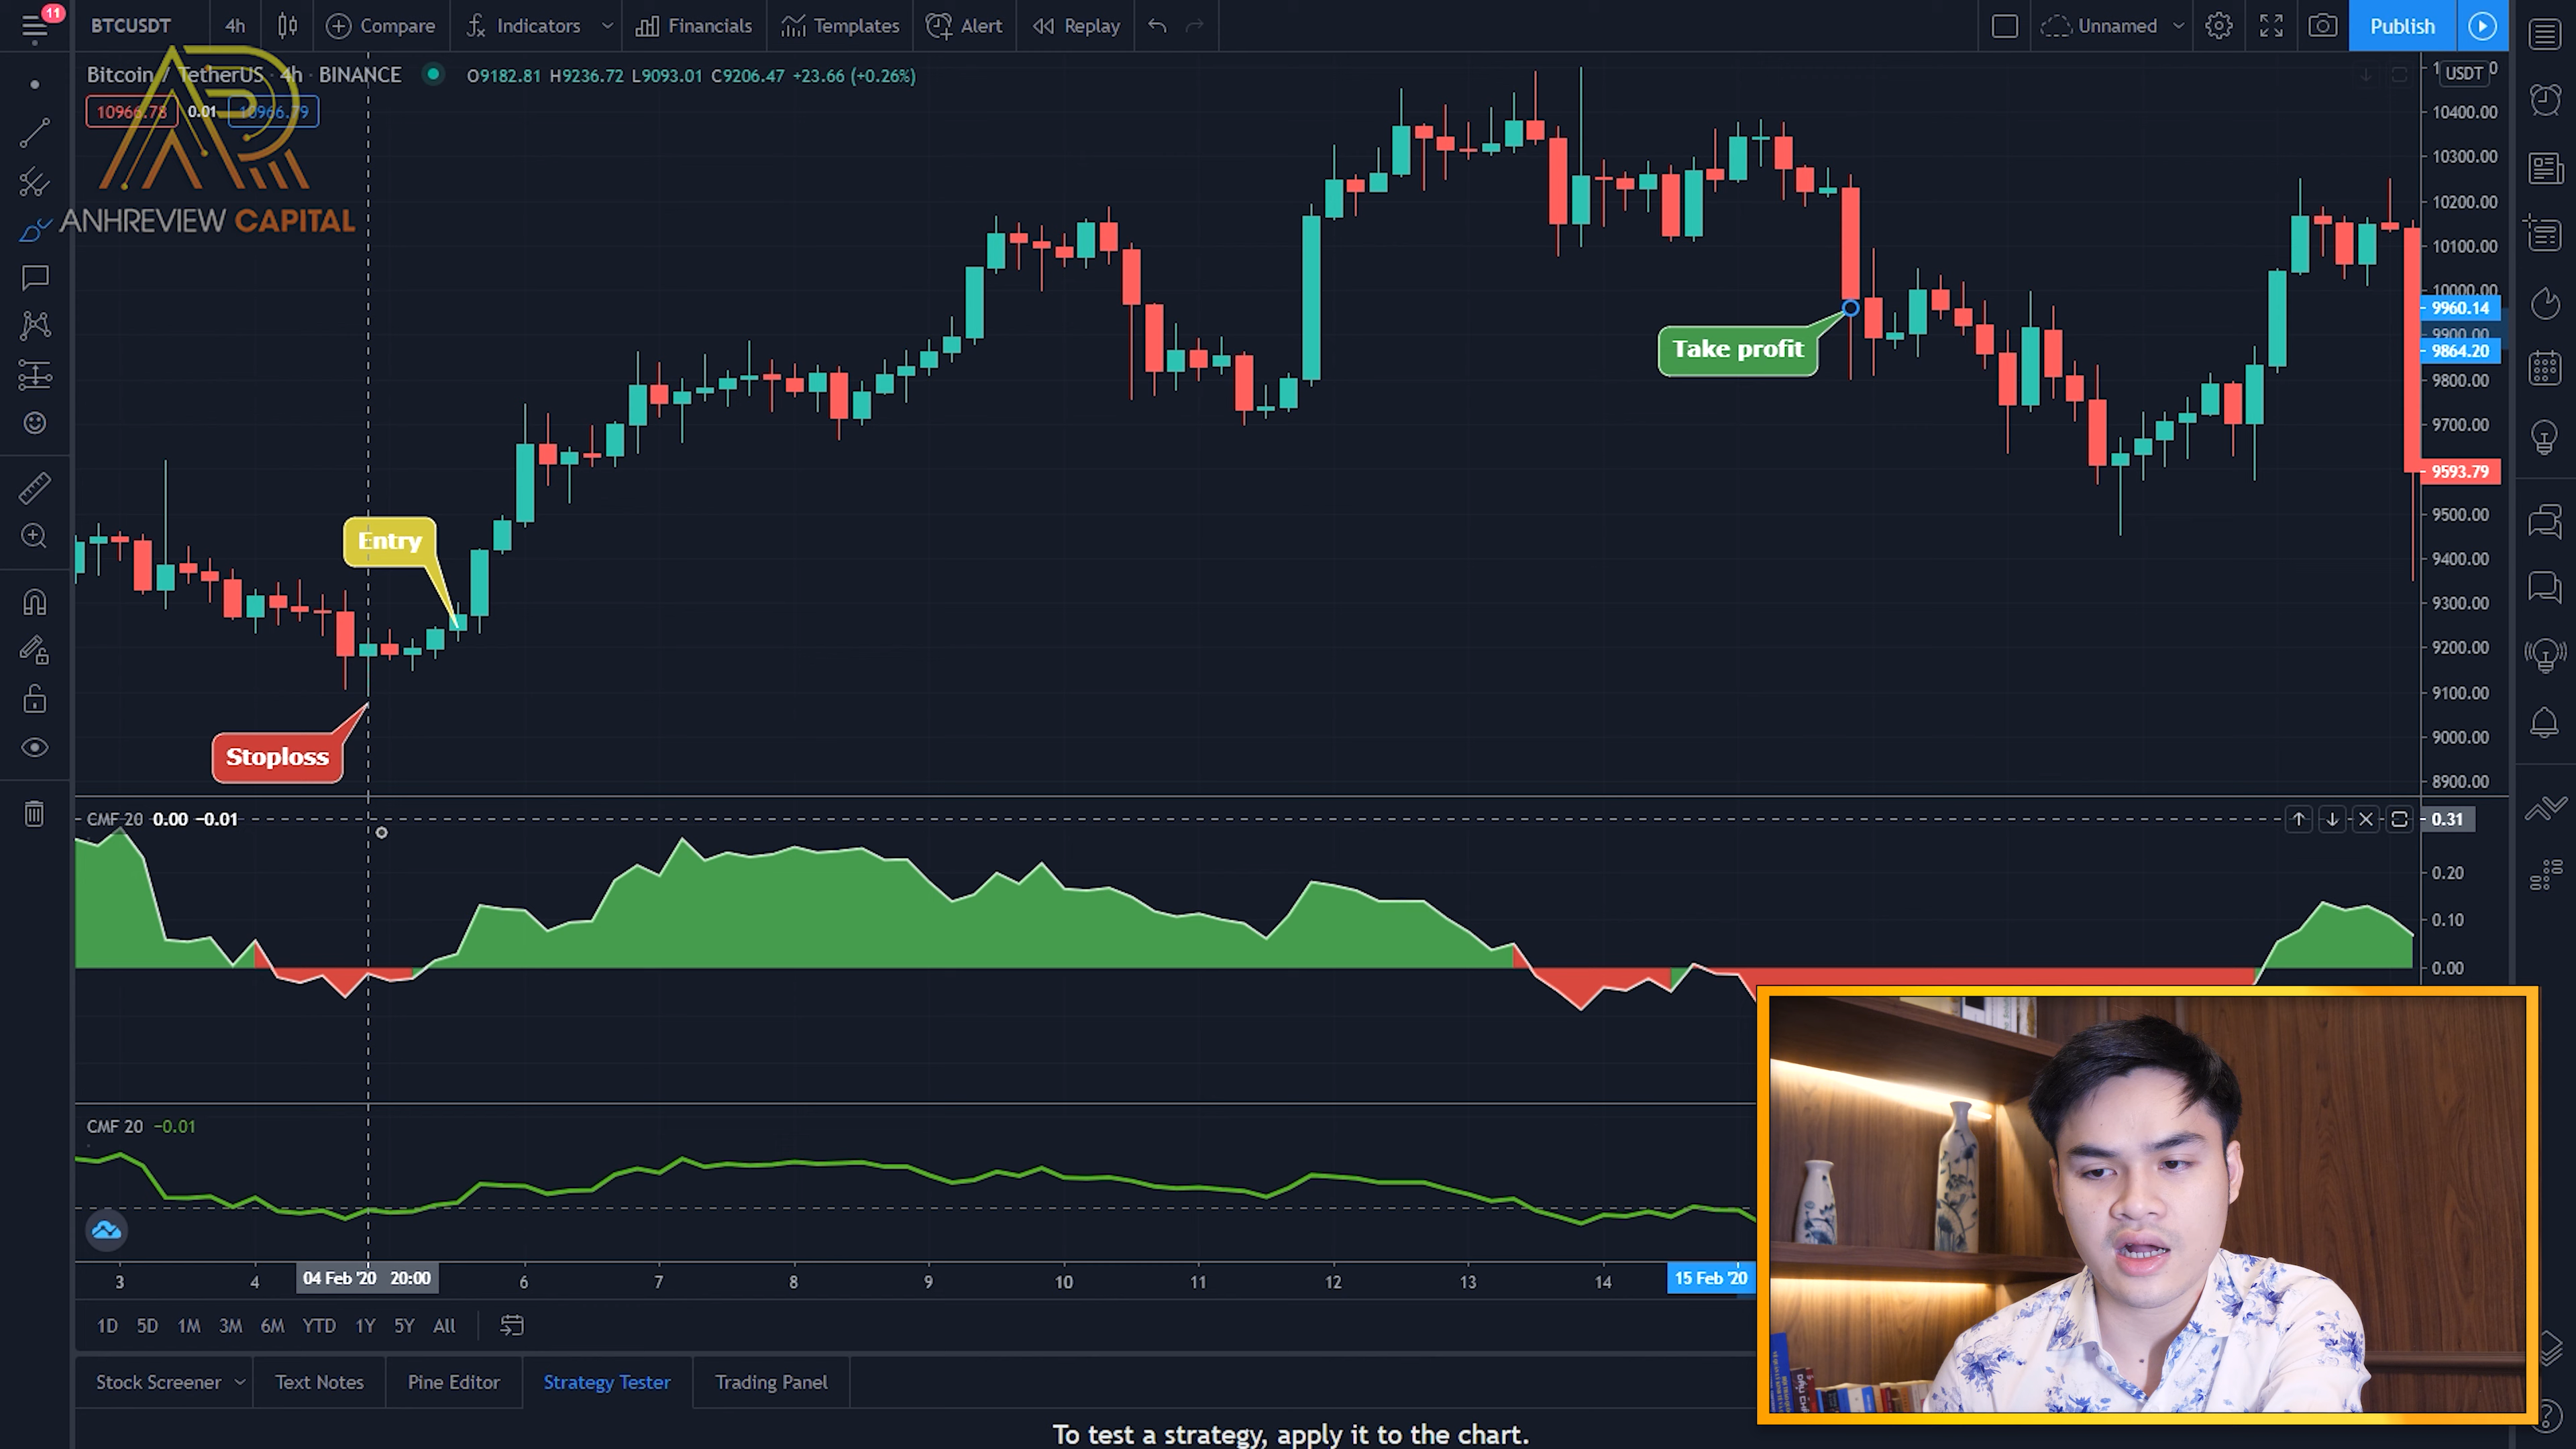 11
BTCUSDT 4h Compare Indicators Financials Templates Alert Replay Unnamed Publish
Bitcoin / TetherUS · 4h · BINANCE O9182.81 H9236.72 L9093.01 C9206.47 +23.66 (+0.26%)
10966.78 0.01 10966.79
ANHREVIEW CAPITAL
USDT
10400.00
10300.00
10200.00
10100.00
10000.00
9960.14
9900.00
9864.20
9800.00
9700.00
9593.79
9500.00
9400.00
9300.00
9200.00
9100.00
9000.00
8900.00
Take profit
Entry
Stoploss
CMF 20 0.00 −0.01
0.31
0.20
0.10
0.00
CMF 20 −0.01
3 4 04 Feb '20 20:00 6 7 8 9 10 11 12 13 14 15 Feb '20
1D 5D 1M 3M 6M YTD 1Y 5Y All
Stock Screener Text Notes Pine Editor Strategy Tester Trading Panel
To test a strategy, apply it to the chart.